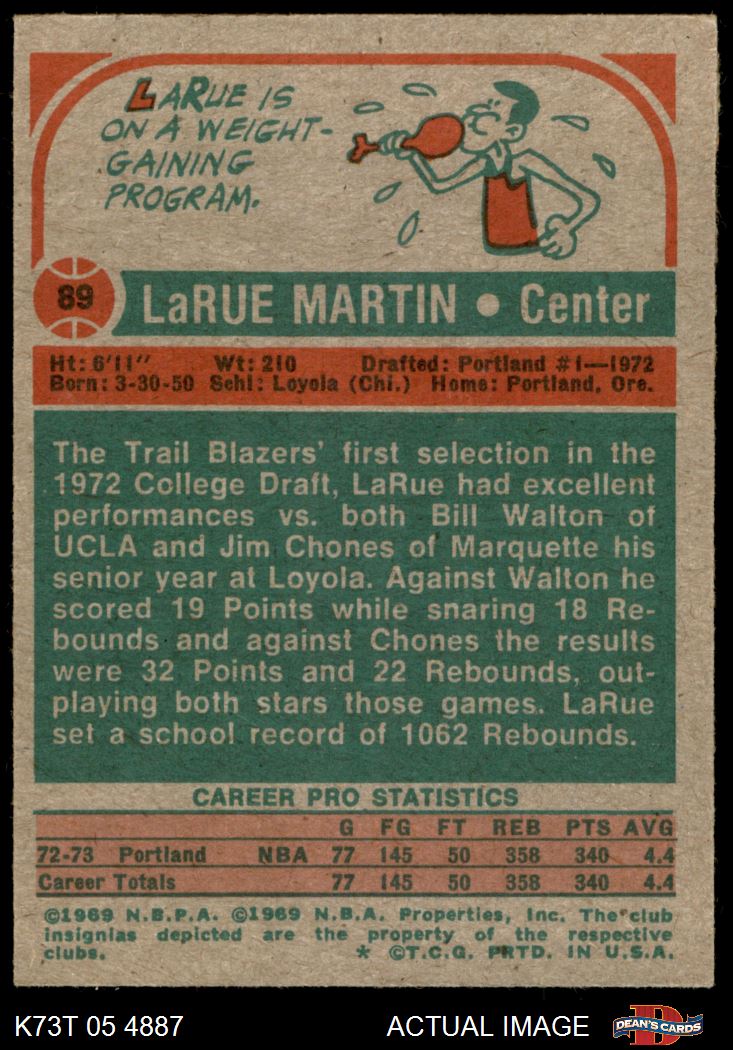 LARUE IS
ON A WEIGHT-
GAINING
PROGRAM.
89 LaRUE MARTIN • Center
Ht: 6'11" Wt: 210 Drafted: Portland #1—1972
Born: 3-30-50 Schl: Loyola (Chi.) Home: Portland, Ore.
The Trail Blazers' first selection in the
1972 College Draft, LaRue had excellent
performances vs. both Bill Walton of
UCLA and Jim Chones of Marquette his
senior year at Loyola. Against Walton he
scored 19 Points while snaring 18 Re-
bounds and against Chones the results
were 32 Points and 22 Rebounds, out-
playing both stars those games. LaRue
set a school record of 1062 Rebounds.
CAREER PRO STATISTICS
G FG FT REB PTS AVG
72-73 Portland NBA 77 145 50 358 340 4.4
Career Totals 77 145 50 358 340 4.4
©1969 N.B.P.A. ©1969 N.B.A. Properties, Inc. The club
insignias depicted are the property of the respective
clubs. * ©T.C.G. PRTD. IN U.S.A.
K73T 05 4887 ACTUAL IMAGE DEAN'S CARDS